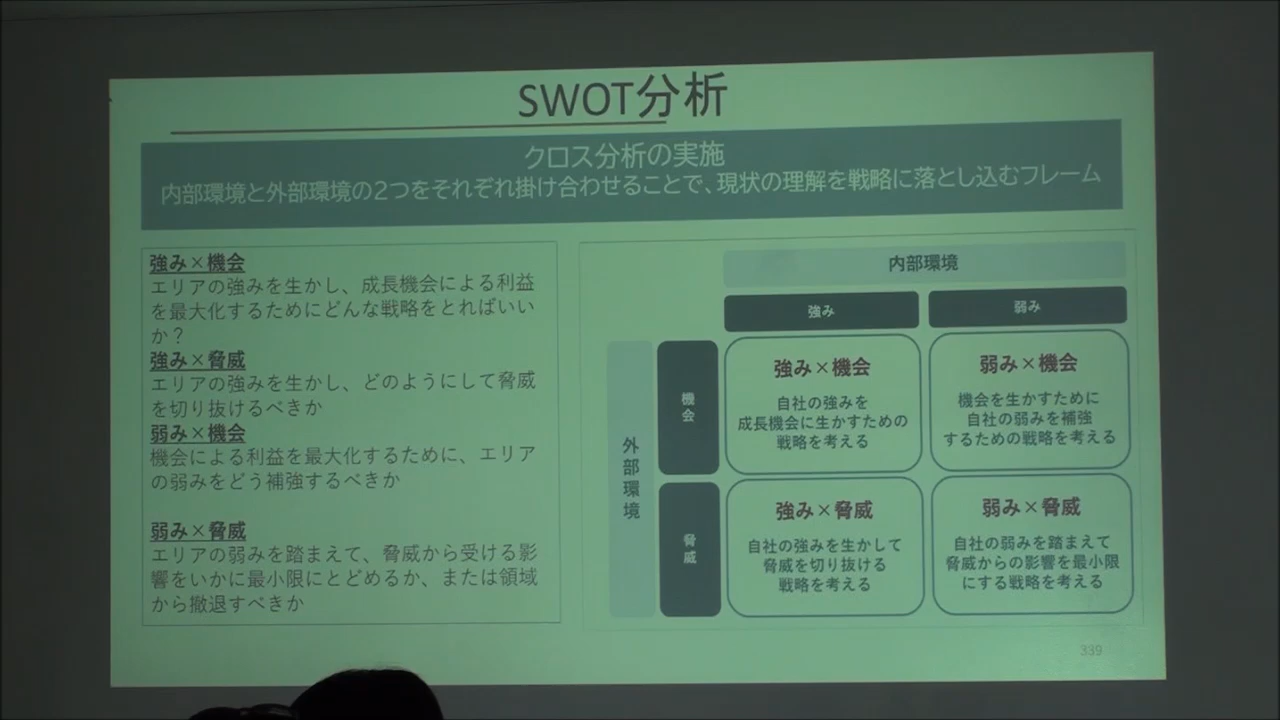 SWOT分析
クロス分析の実施
内部環境と外部環境の２つをそれぞれ掛け合わせることで、現状の理解を戦略に落とし込むフレーム
強み×機会
エリアの強みを生かし、成長機会による利益
を最大化するためにどんな戦略をとればいい
か？
強み×脅威
エリアの強みを生かし、どのようにして脅威
を切り抜けるべきか
弱み×機会
機会による利益を最大化するために、エリア
の弱みをどう補強するべきか
弱み×脅威
エリアの弱みを踏まえて、脅威から受ける影
響をいかに最小限にとどめるか、または領域
から撤退すべきか
内部環境
強み
弱み
外部環境
機会
強み×機会
自社の強みを
成長機会に生かすための
戦略を考える
弱み×機会
機会を生かすために
自社の弱みを補強
するための戦略を考える
脅威
強み×脅威
自社の強みを生かして
脅威を切り抜ける
戦略を考える
弱み×脅威
自社の弱みを踏まえて
脅威からの影響を最小限
にする戦略を考える
339